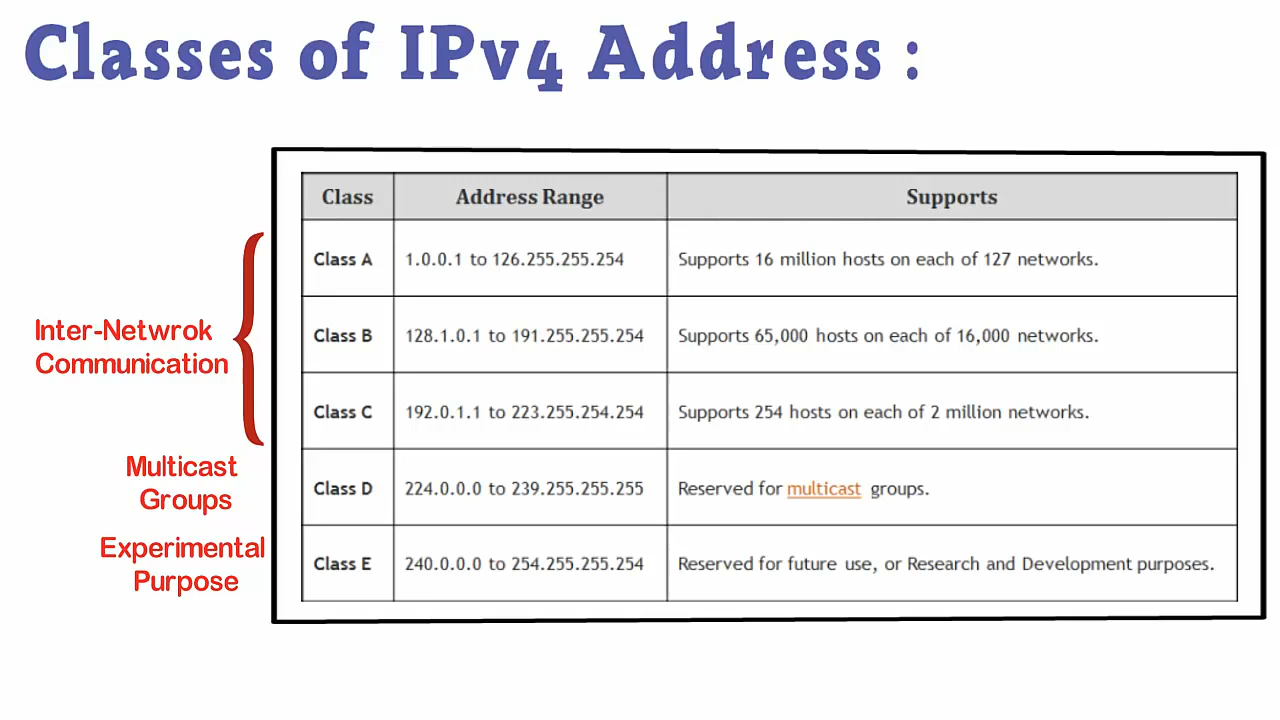 Classes of IPv4 Address :
Class Address Range Supports
Class A 1.0.0.1 to 126.255.255.254 Supports 16 million hosts on each of 127 networks.
Class B 128.1.0.1 to 191.255.255.254 Supports 65,000 hosts on each of 16,000 networks.
Class C 192.0.1.1 to 223.255.254.254 Supports 254 hosts on each of 2 million networks.
Class D 224.0.0.0 to 239.255.255.255 Reserved for multicast groups.
Class E 240.0.0.0 to 254.255.255.254 Reserved for future use, or Research and Development purposes.
Inter-Netwrok
Communication
Multicast
Groups
Experimental
Purpose